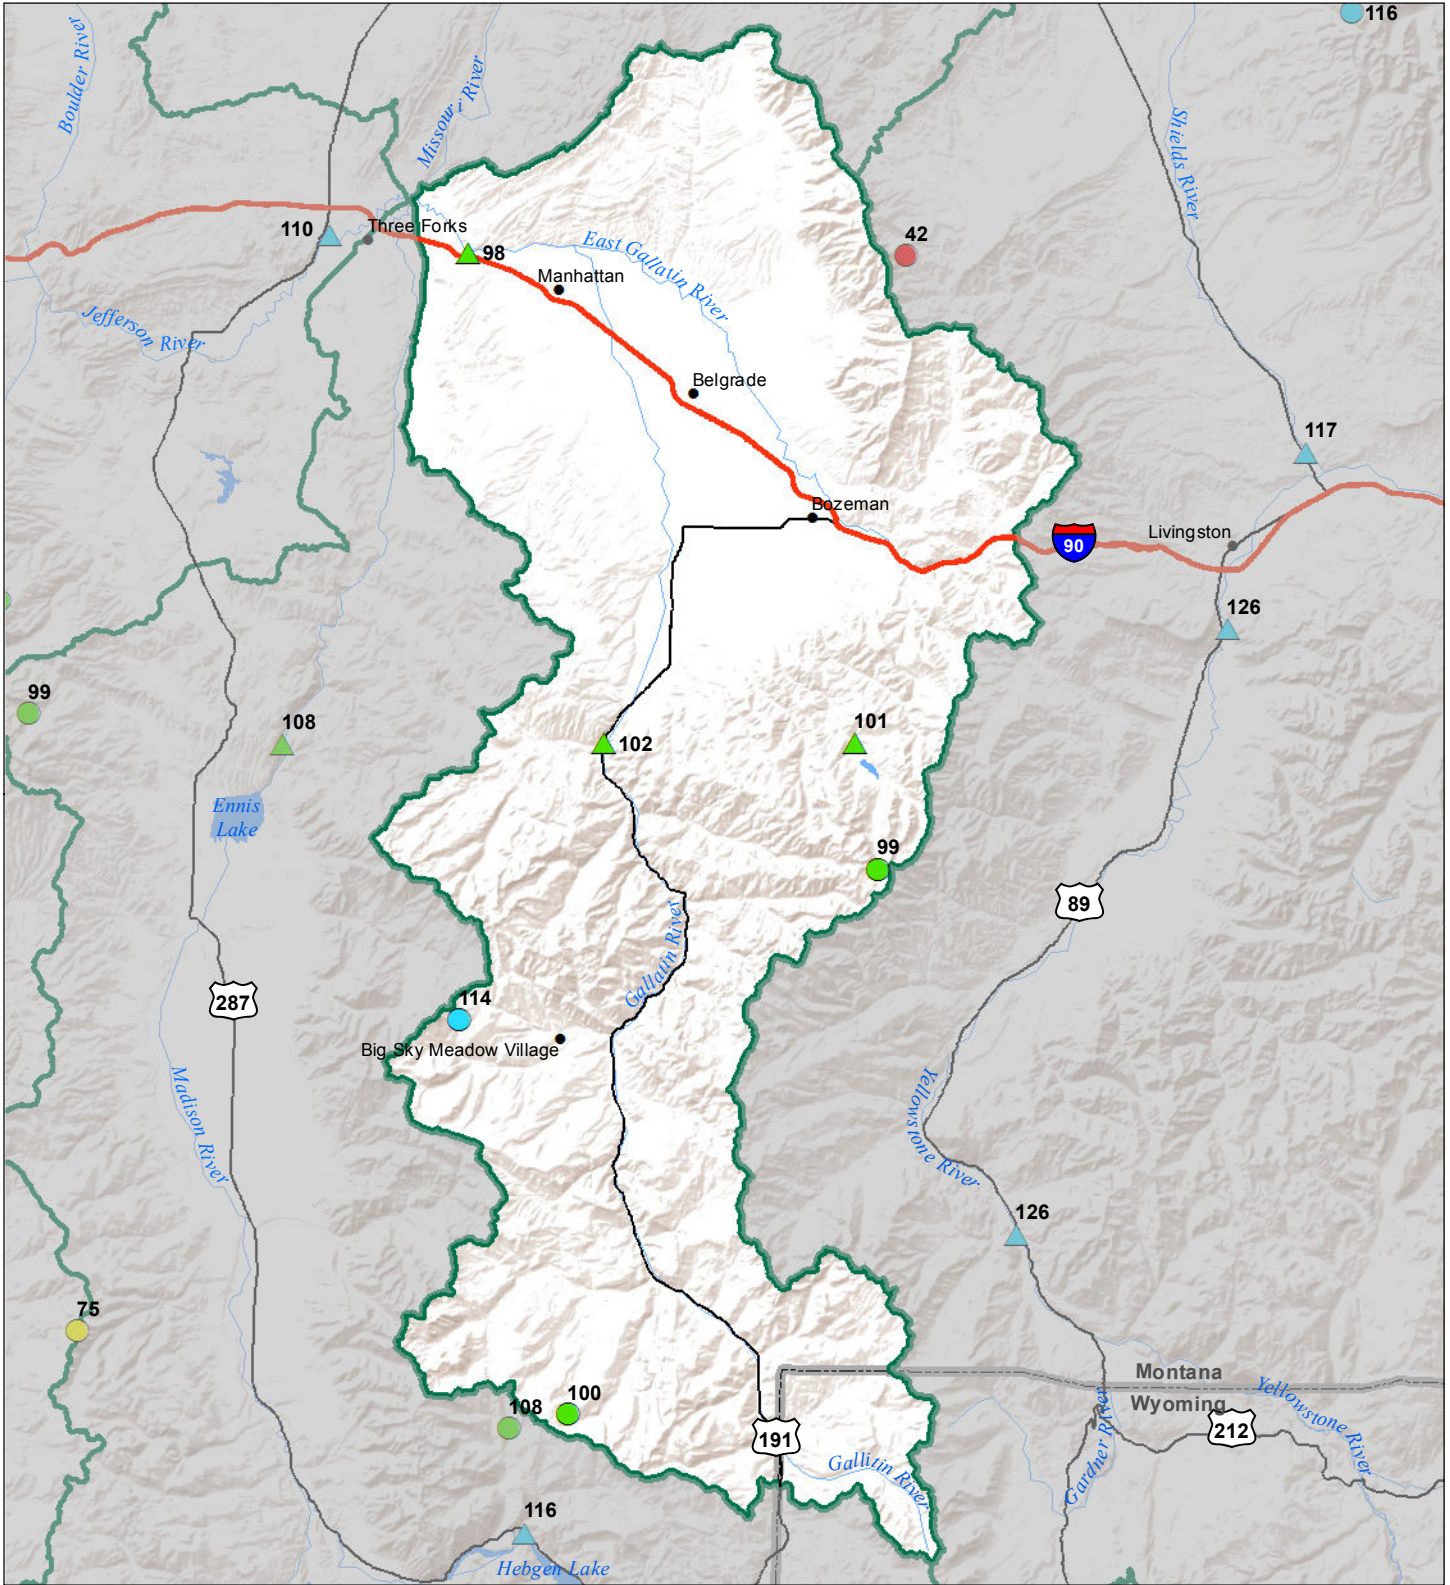 116
Boulder River
Missouri River
Shields River
110
Three Forks
98
42
East Gallatin River
Manhattan
Jefferson River
Belgrade
117
Bozeman
90
Livingston
126
99
108
102
101
Ennis
Lake
99
89
Gallatin River
287
114
Big Sky Meadow Village
Madison River
Yellowstone River
126
75
Montana
Wyoming
Yellowstone River
108
100
191
212
Gardner River
Gallitin River
116
Hebgen Lake